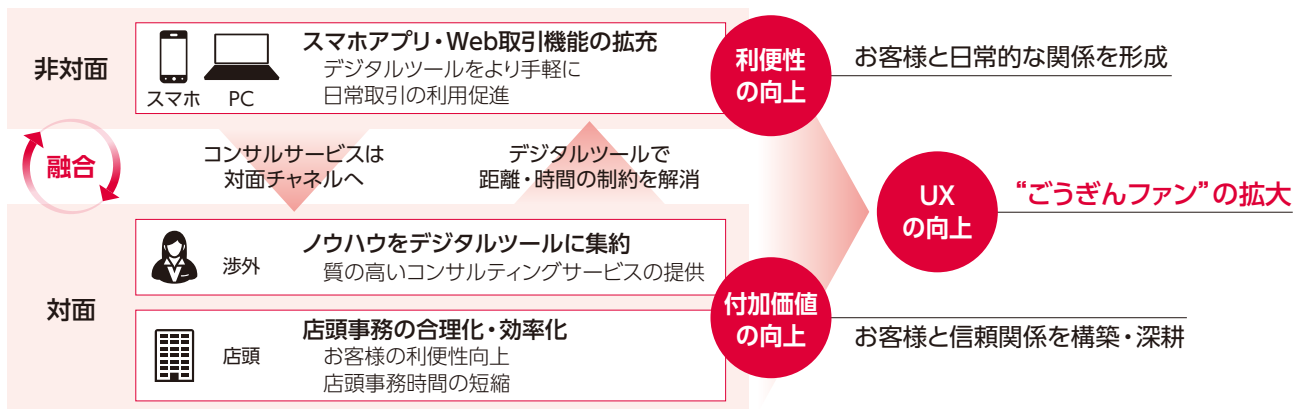 非対面
スマホ
PC
スマホアプリ・Web取引機能の拡充
デジタルツールをより手軽に
日常取引の利用促進
利便性
の向上
お客様と日常的な関係を形成
融合
コンサルサービスは
対面チャネルへ
デジタルツールで
距離・時間の制約を解消
UX
の向上
“ごうぎんファン”の拡大
対面
渉外
ノウハウをデジタルツールに集約
質の高いコンサルティングサービスの提供
店頭
店頭事務の合理化・効率化
お客様の利便性向上
店頭事務時間の短縮
付加価値
の向上
お客様と信頼関係を構築・深耕